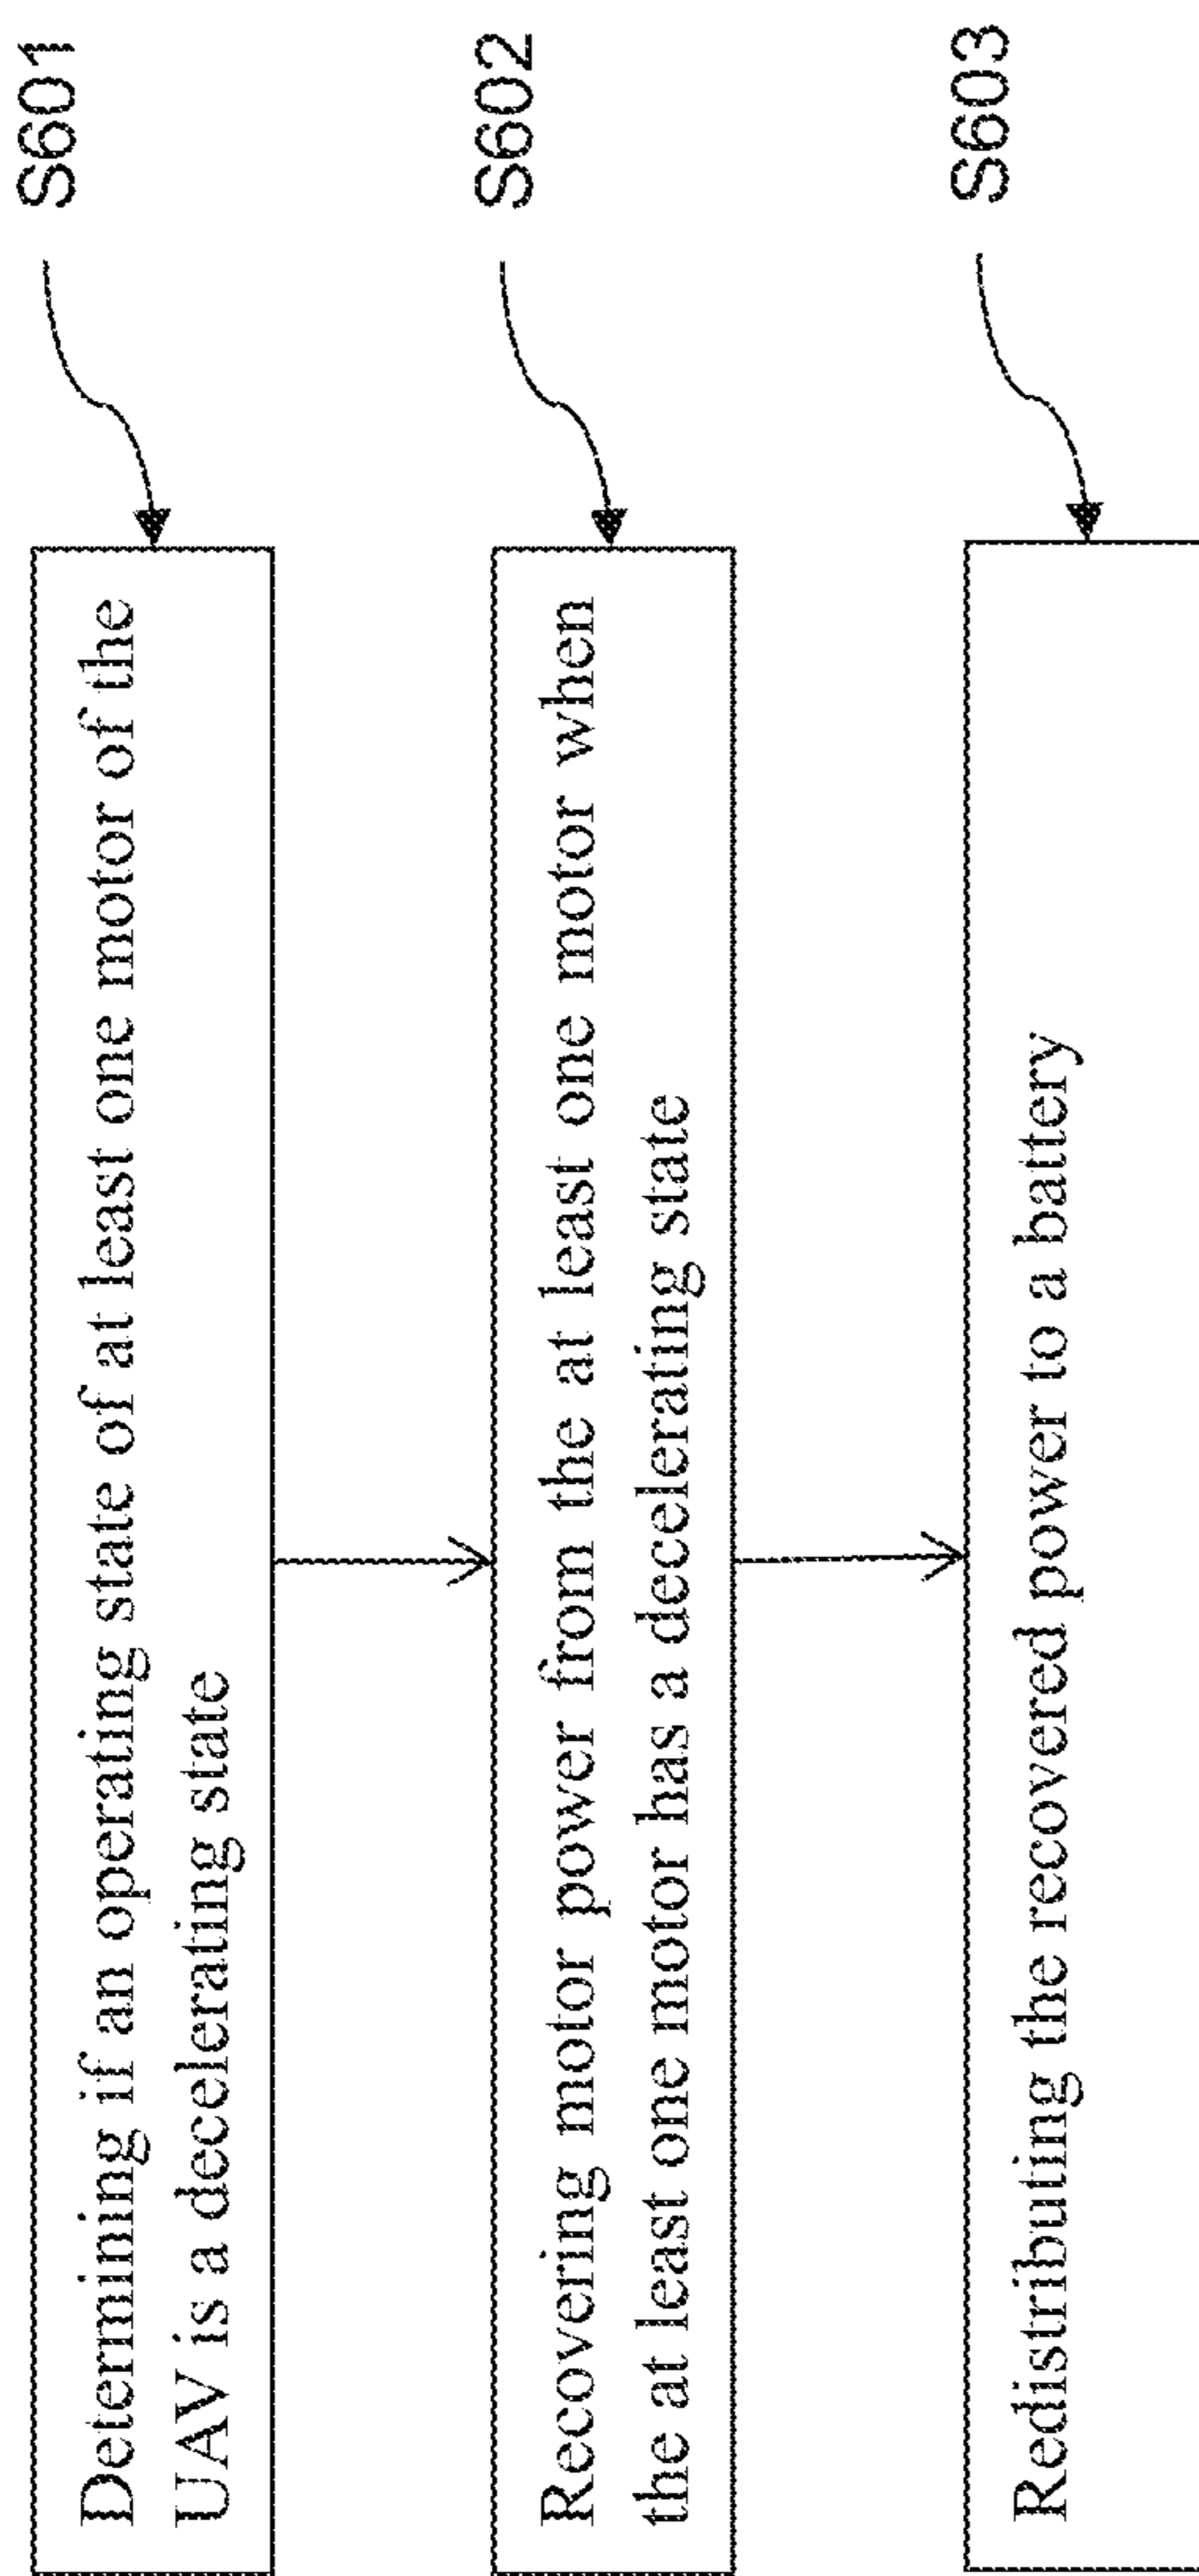 S601
Determining if an operating state of at least one motor of the
UAV is a decelerating state
S602
Recovering motor power from the at least one motor when
the at least one motor has a decelerating state
S603
Redistributing the recovered power to a battery